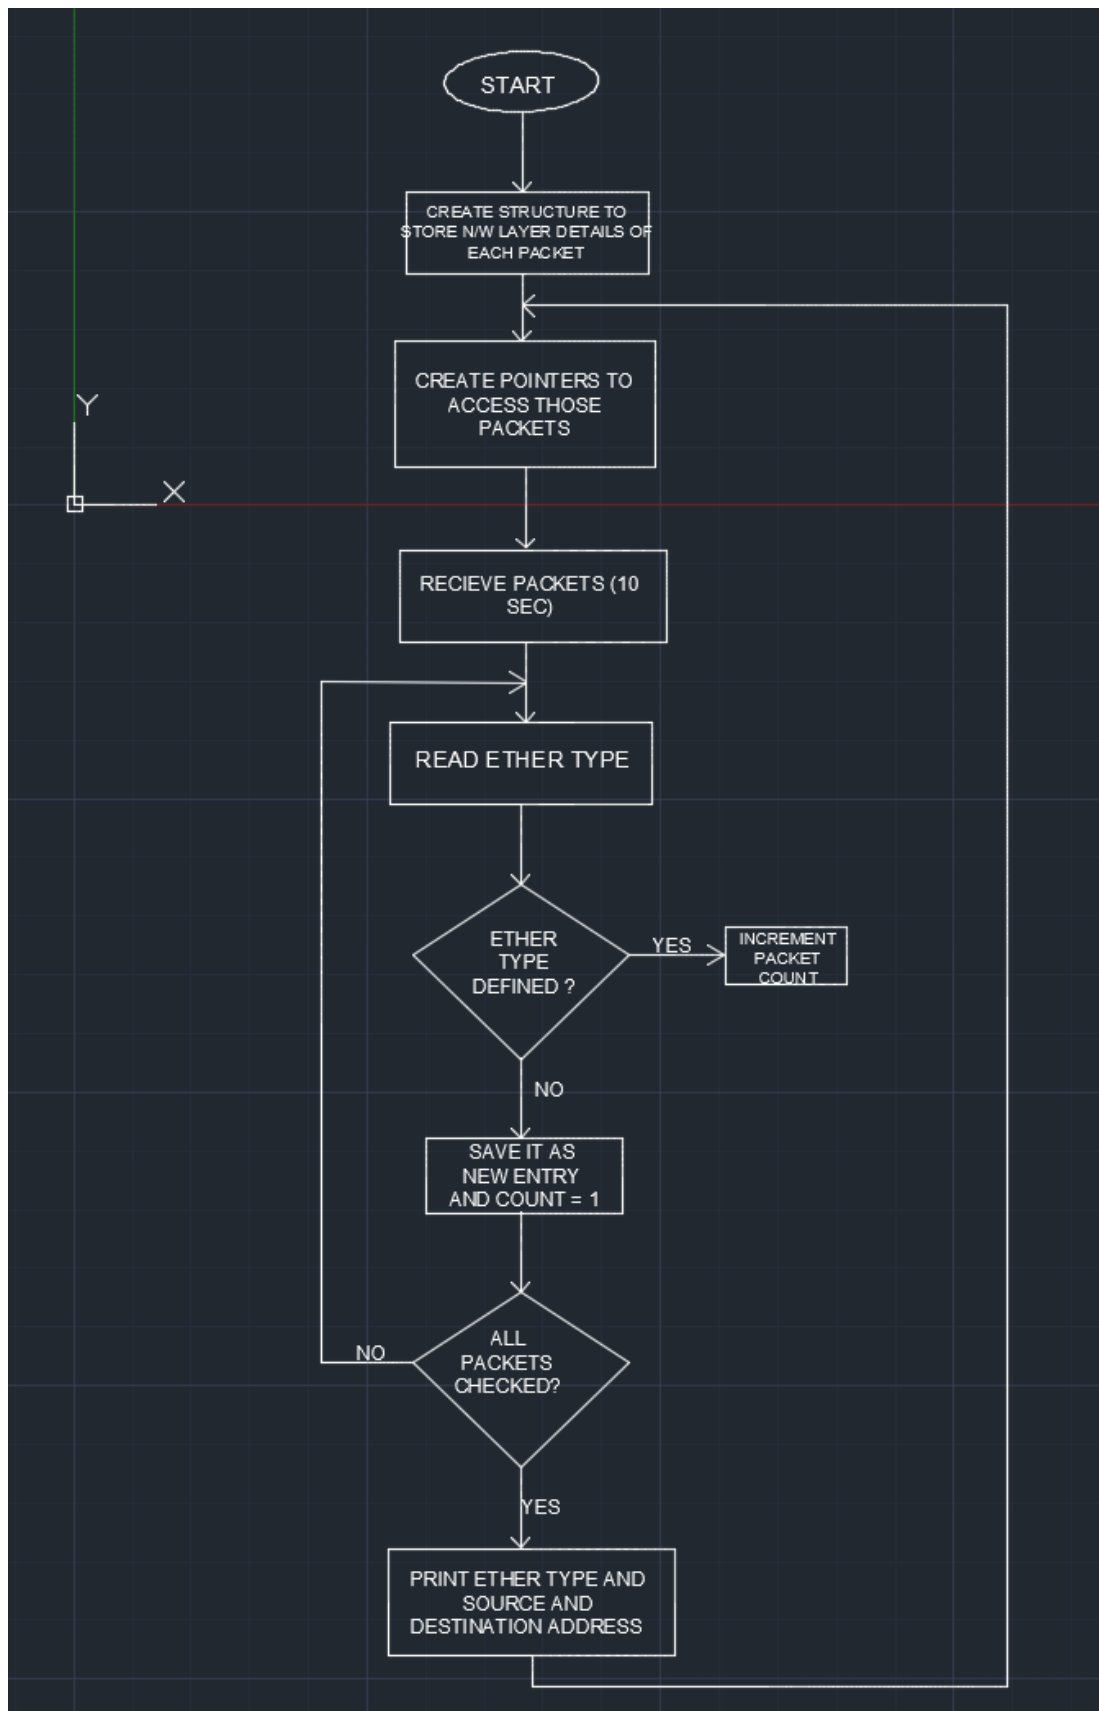 START
CREATE STRUCTURE TO
STORE N/W LAYER DETAILS OF
EACH PACKET
CREATE POINTERS TO
ACCESS THOSE
PACKETS
Y
X
RECIEVE PACKETS (10
SEC)
READ ETHER TYPE
ETHER
TYPE
DEFINED ?
YES
INCREMENT
PACKET
COUNT
NO
SAVE IT AS
NEW ENTRY
AND COUNT = 1
ALL
PACKETS
CHECKED?
NO
YES
PRINT ETHER TYPE AND
SOURCE AND
DESTINATION ADDRESS